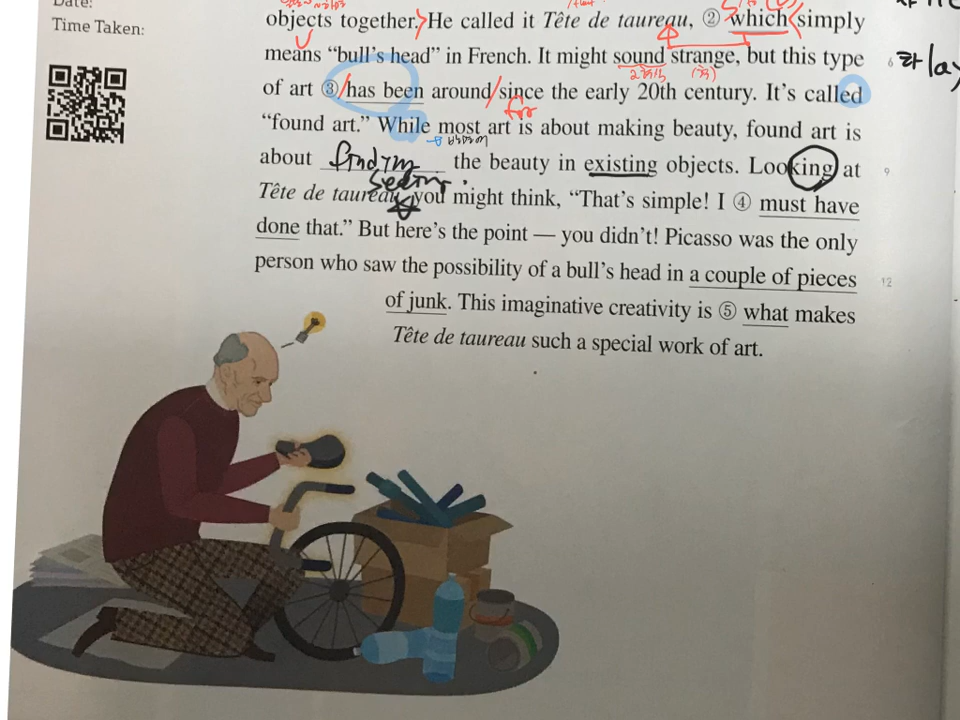 Time Taken:
objects together. He called it Tête de taureau, ② which simply
means “bull’s head” in French. It might sound strange, but this type
6
of art ③ has been around since the early 20th century. It’s called
for
“found art.” While most art is about making beauty, found art is
about finding the beauty in existing objects. Looking at
9
seeing
Tête de taureau, you might think, “That’s simple! I ④ must have
done that.” But here’s the point — you didn’t! Picasso was the only
person who saw the possibility of a bull’s head in a couple of pieces
12
of junk. This imaginative creativity is ⑤ what makes
Tête de taureau such a special work of art.